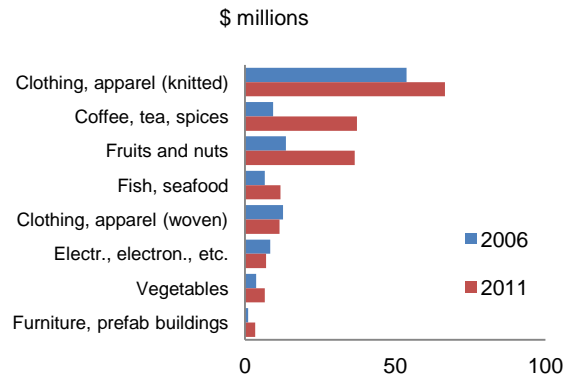 $ millions
Clothing, apparel (knitted)
Coffee, tea, spices
Fruits and nuts
Fish, seafood
Clothing, apparel (woven)
Electr., electron., etc.
Vegetables
Furniture, prefab buildings
2006
2011
0 50 100